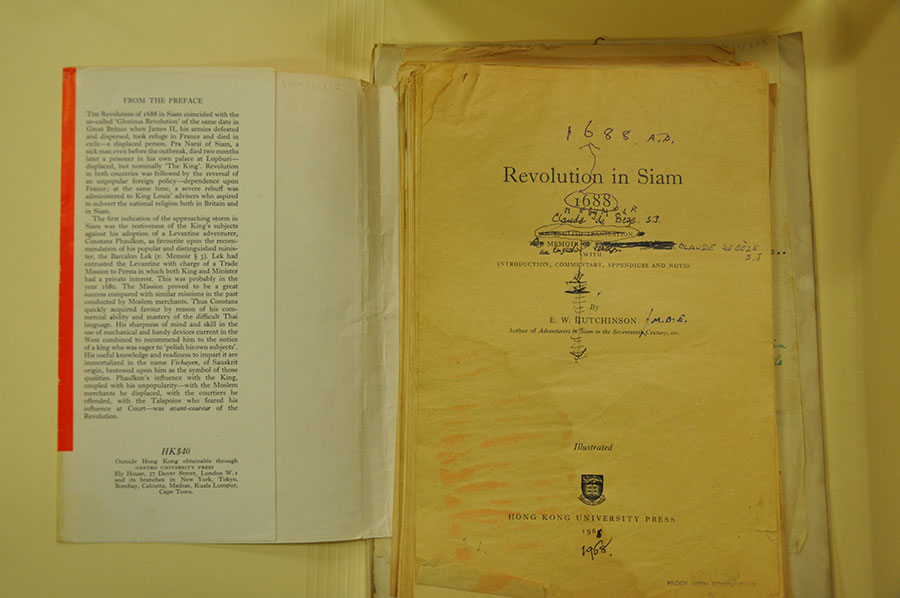 FROM THE PREFACE
THE Revolution of 1688 in Siam coincided with the
so-called 'Glorious Revolution' of the same date in
Great Britain when James II, his armies defeated
and dispersed, took refuge in France and died in
exile—a displaced person. Pra Narai of Siam, a
sick man even before the outbreak, died two months
later a prisoner in his own palace at Lopburi—
displaced, but nominally 'The King'. Revolution
in both countries was followed by the reversal of
an unpopular foreign policy—dependence upon
France; at the same time, a severe rebuff was
administered to King Louis' advisers who aspired
to subvert the national religion both in Britain and
in Siam.
The first indication of the approaching storm in
Siam was the restiveness of the King's subjects
against his adoption of a Levantine adventurer,
Constans Phaulkon, as favourite upon the recom-
mendation of his popular and distinguished minis-
ter, the Barcalon Lek (v. Memoir § 3). Lek had
entrusted the Levantine with charge of a Trade
Mission to Persia in which both King and Minister
had a private interest. This was probably in the
year 1680. The Mission proved to be a great
success compared with similar missions in the past
conducted by Moslem merchants. Thus Constans
quickly acquired favour by reason of his com-
mercial ability and mastery of the difficult Thai
language. His sharpness of mind and skill in the
use of mechanical and handy devices current in the
West combined to recommend him to the notice
of a king who was eager to 'polish his own subjects'.
His useful knowledge and readiness to impart it are
immortalized in the name Vichayen, of Sanskrit
origin, bestowed upon him as the symbol of those
qualities. Phaulkon's influence with the King,
coupled with his unpopularity—with the Moslem
merchants he displaced, with the courtiers he
offended, with the Talapoins who feared his
influence at Court—was avant-coureur of the
Revolution.
HK$40
Outside Hong Kong obtainable through
OXFORD UNIVERSITY PRESS
Ely House, 37 Dover Street, London W.1
and its branches in New York, Tokyo,
Bombay, Calcutta, Madras, Kuala Lumpur,
Cape Town.
1688 A.D.
Revolution in Siam
1688
MEMOIR
Claude de Bèze. S.J.
AN ENGLISH TRANSLATION
MEMOIR CLAUDE DE BÈZE
S.J
an English Version
WITH
INTRODUCTION, COMMENTARY, APPENDICES AND NOTES
By
E. W. HUTCHINSON M.B.E.
Author of Adventurers in Siam in the Seventeenth Century, etc.
Illustrated
HONG KONG UNIVERSITY PRESS
196
1968
PROOF WITH COMPLIMENTS